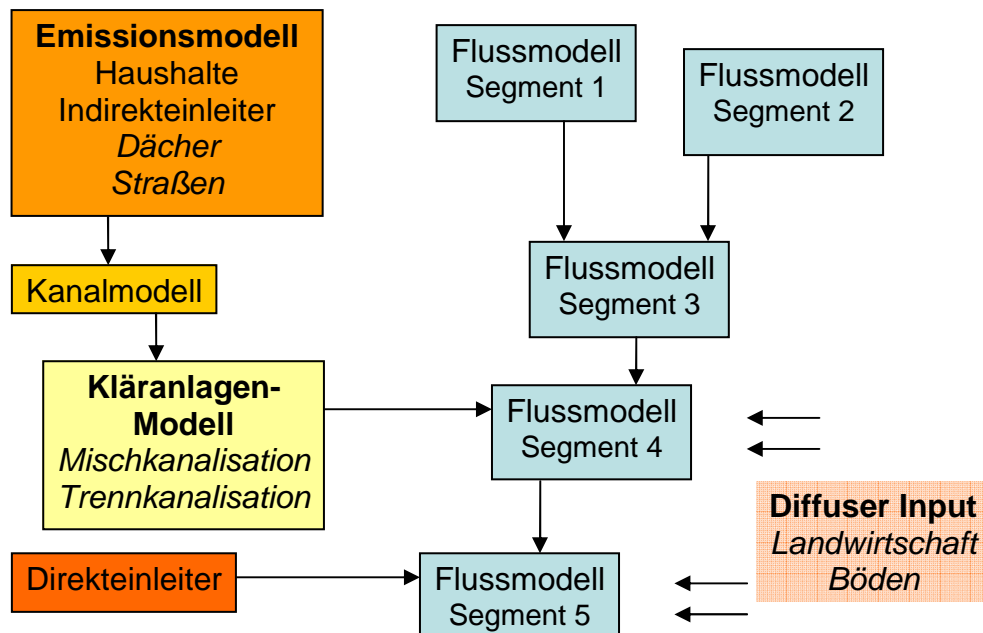 Emissionsmodell
Haushalte
Indirekteinleiter
Dächer
Straßen
Kanalmodell
Kläranlagen-
Modell
Mischkanalisation
Trennkanalisation
Direkteinleiter
Flussmodell
Segment 1
Flussmodell
Segment 2
Flussmodell
Segment 3
Flussmodell
Segment 4
Flussmodell
Segment 5
Diffuser Input
Landwirtschaft
Böden